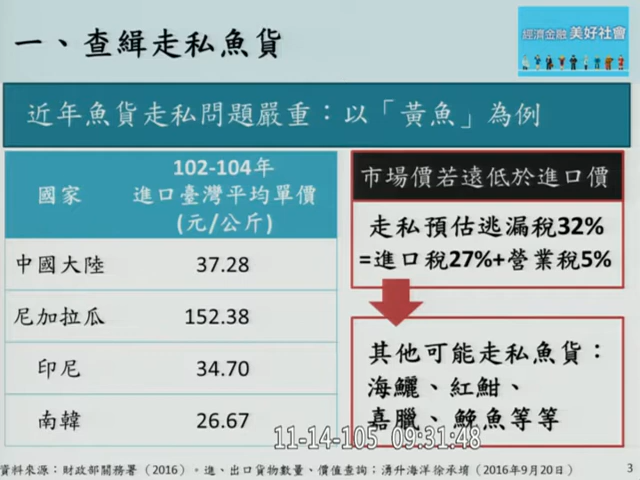 一、查緝走私魚貨
經濟金融 美好社會
近年魚貨走私問題嚴重：以「黃魚」為例
國家
102-104年
進口臺灣平均單價
(元/公斤)
中國大陸 37.28
尼加拉瓜 152.38
印尼 34.70
南韓 26.67
市場價若遠低於進口價
走私預估逃漏稅32%
=進口稅27%+營業稅5%
其他可能走私魚貨：
海鱺、紅魽、
嘉臘、鮸魚等等
11-14-105 09:31:48
資料來源：財政部關務署（2016）。進、出口貨物數量、價值查詢；湧升海洋徐承堉（2016年9月20日）
3